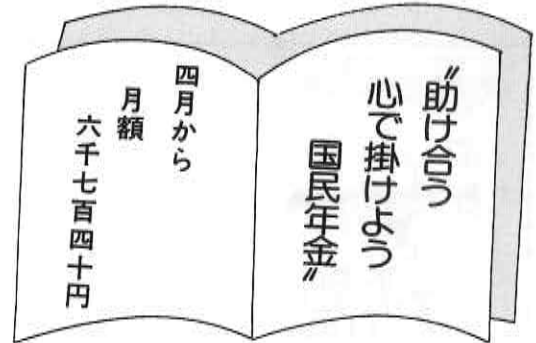 〝助け合う
心で掛けよう
国民年金〟
四月から
月額
六千七百四十円